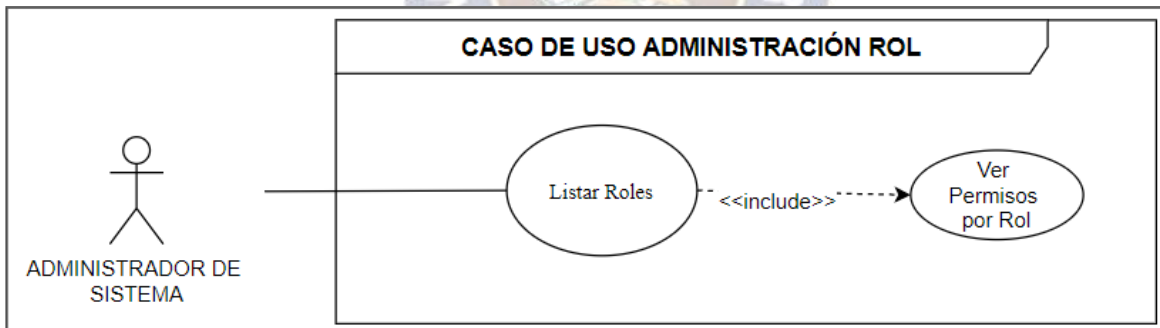 CASO DE USO ADMINISTRACIÓN ROL
Listar Roles
<<include>>
Ver
Permisos
por Rol
ADMINISTRADOR DE
SISTEMA